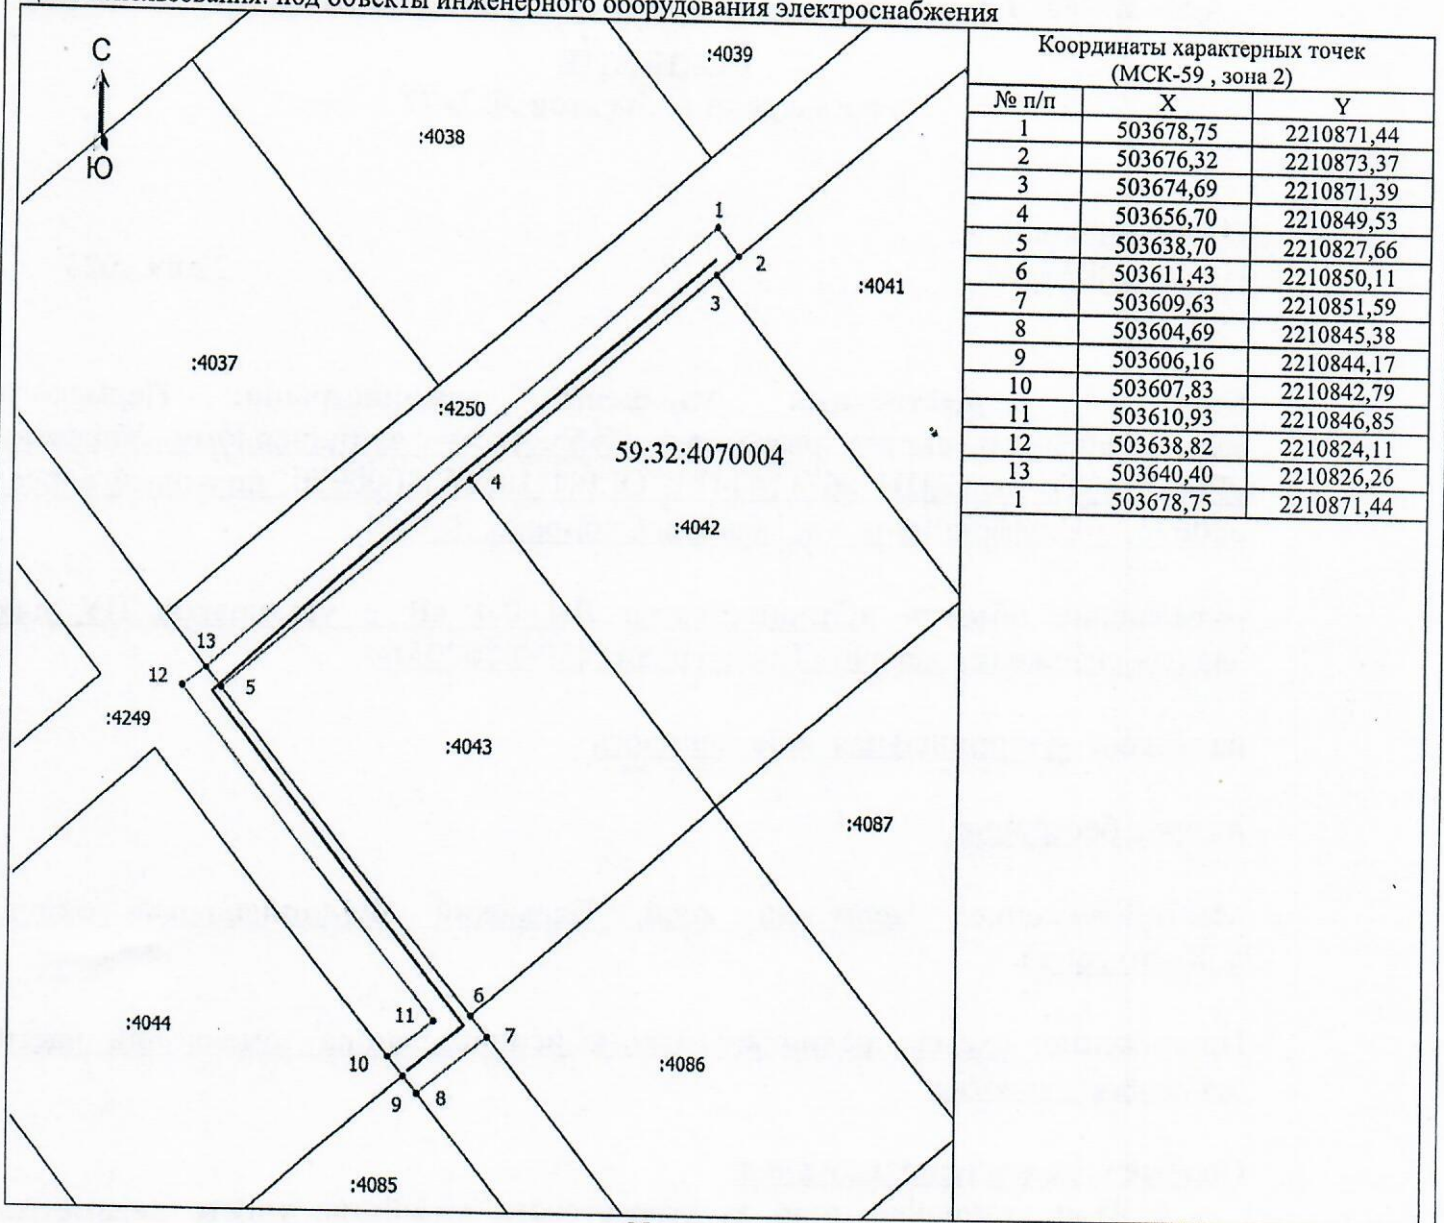 под объекты инженерного оборудования электроснабжения
С
Ю
:4039
:4038
1
2
:4041
3
:4037
:4250
59:32:4070004
4
:4042
13
12
5
:4249
:4043
:4087
6
11
7
:4044
10
:4086
9
8
:4085
Координаты характерных точек
(МСК-59 , зона 2)
№ п/п X Y
1 503678,75 2210871,44
2 503676,32 2210873,37
3 503674,69 2210871,39
4 503656,70 2210849,53
5 503638,70 2210827,66
6 503611,43 2210850,11
7 503609,63 2210851,59
8 503604,69 2210845,38
9 503606,16 2210844,17
10 503607,83 2210842,79
11 503610,93 2210846,85
12 503638,82 2210824,11
13 503640,40 2210826,26
1 503678,75 2210871,44